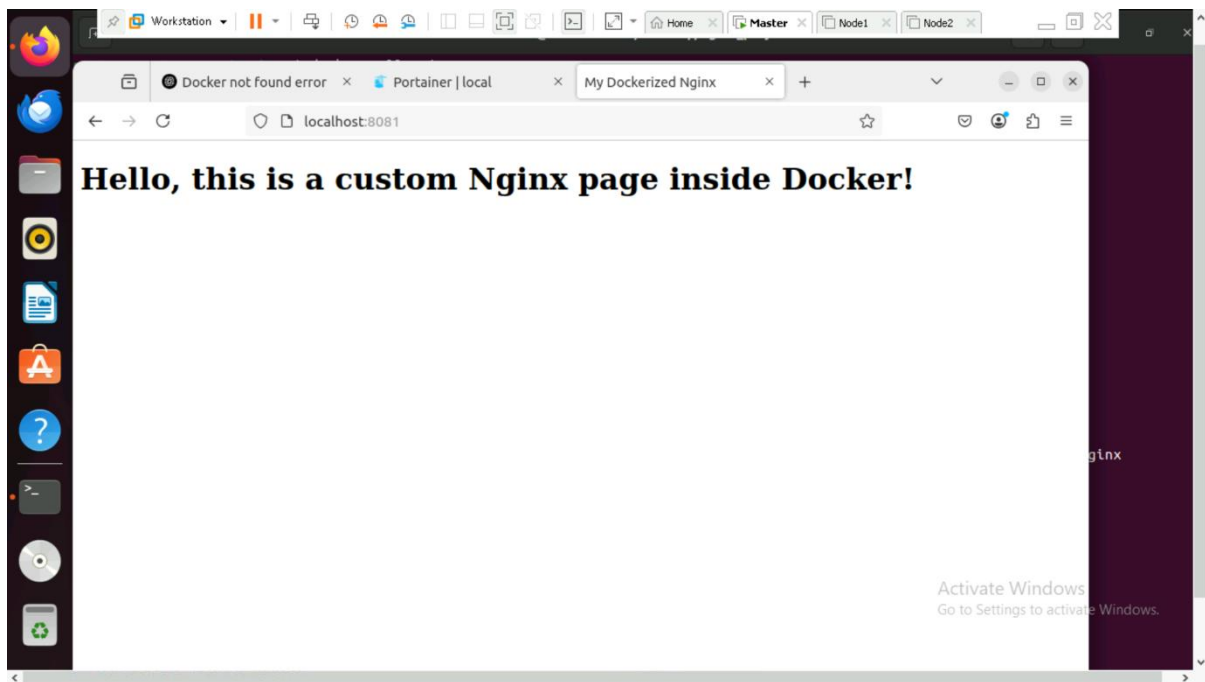 Workstation
Home
Master
Node1
Node2
Docker not found error
Portainer | local
My Dockerized Nginx
localhost:8081
Hello, this is a custom Nginx page inside Docker!
ginx
Activate Windows
Go to Settings to activate Windows.